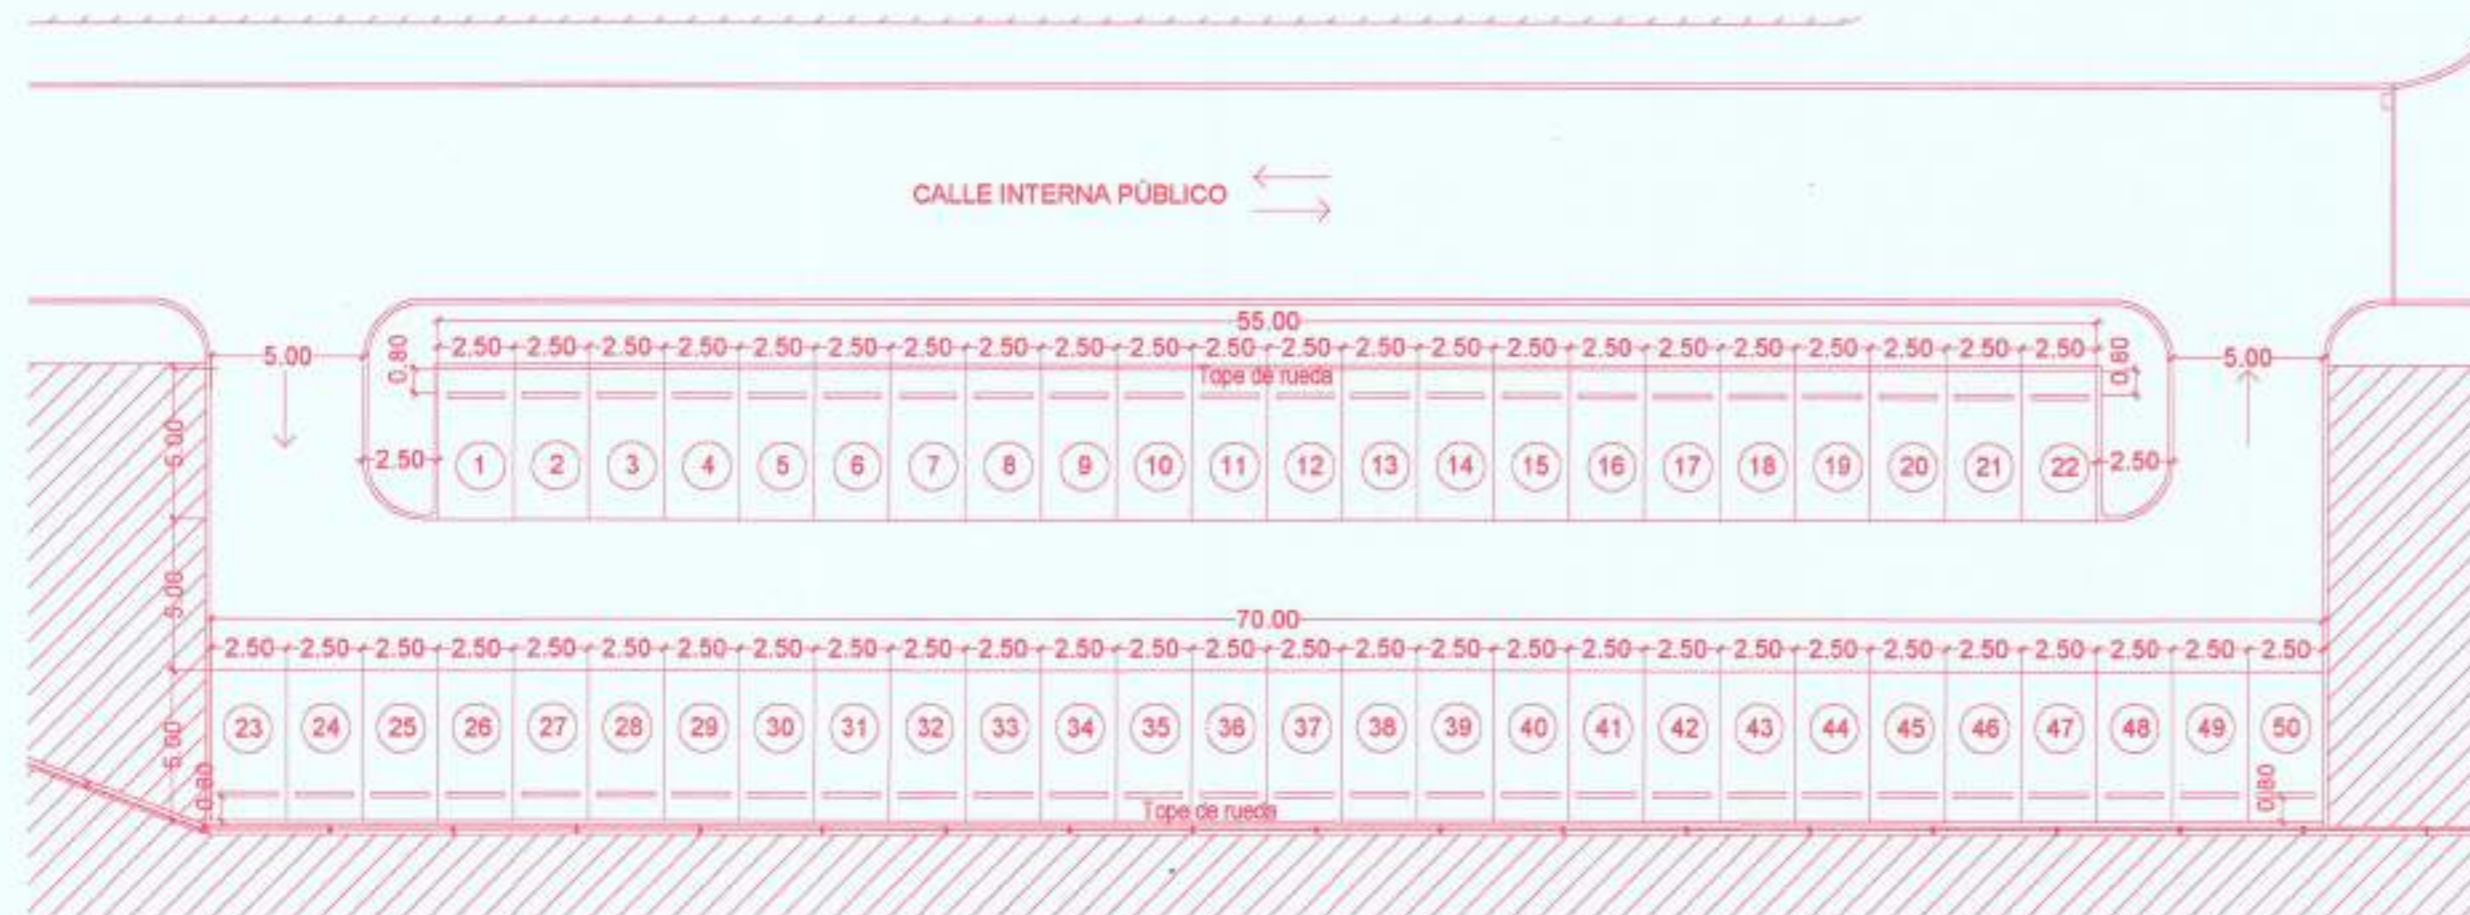 CALLE INTERNA PÚBLICO
55.00
2.50 2.50 2.50 2.50 2.50 2.50 2.50 2.50 2.50 2.50 2.50 2.50 2.50 2.50 2.50 2.50 2.50 2.50 2.50 2.50 2.50 2.50
5.00 0.80 0.80 5.00
Tope de rueda
5.00 2.50 1 2 3 4 5 6 7 8 9 10 11 12 13 14 15 16 17 18 19 20 21 22 2.50
5.00
70.00
2.50 2.50 2.50 2.50 2.50 2.50 2.50 2.50 2.50 2.50 2.50 2.50 2.50 2.50 2.50 2.50 2.50 2.50 2.50 2.50 2.50 2.50 2.50 2.50 2.50 2.50 2.50 2.50
5.00 23 24 25 26 27 28 29 30 31 32 33 34 35 36 37 38 39 40 41 42 43 44 45 46 47 48 49 50
0.80 0.80
Tope de rueda